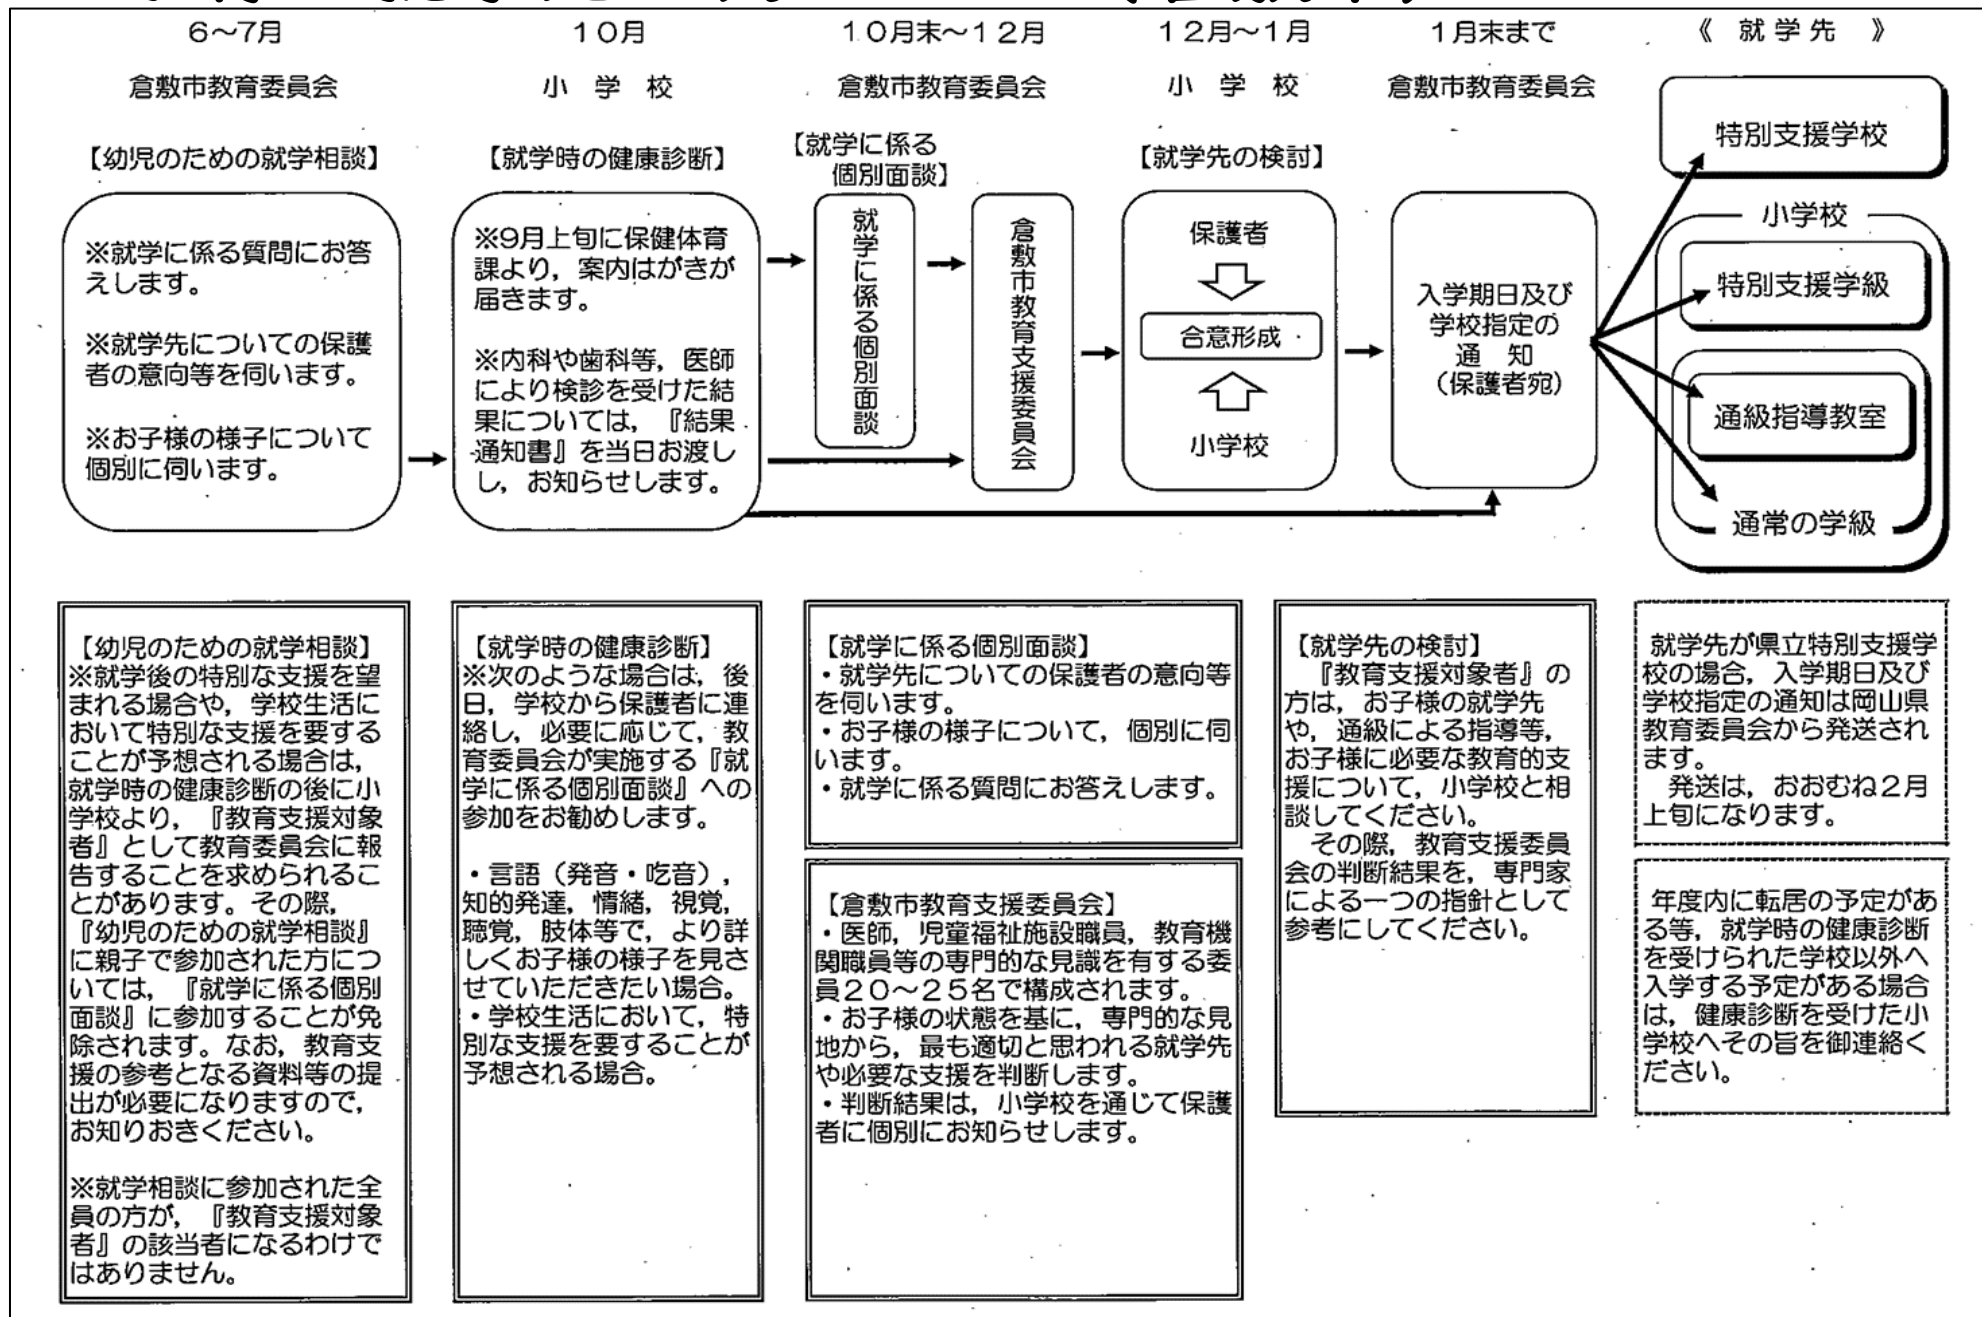 6～7月
倉敷市教育委員会
【幼児のための就学相談】
※就学に係る質問にお答
えします。
※就学先についての保護
者の意向等を伺います。
※お子様の様子について
個別に伺います。
10月
小 学 校
【就学時の健康診断】
※9月上旬に保健体育
課より，案内はがきが
届きます。
※内科や歯科等，医師
により検診を受けた結
果については，『結果
通知書』を当日お渡し
し，お知らせします。
10月末～12月
倉敷市教育委員会
【就学に係る
個別面談】
就学に係る個別面談
倉敷市教育支援委員会
12月～1月
小 学 校
【就学先の検討】
保護者
合意形成
小学校
1月末まで
倉敷市教育委員会
入学期日及び
学校指定の
通 知
（保護者宛）
《 就 学 先 》
特別支援学校
小学校
特別支援学級
通級指導教室
通常の学級
【幼児のための就学相談】
※就学後の特別な支援を望
まれる場合や，学校生活に
おいて特別な支援を要する
ことが予想される場合は，
就学時の健康診断の後に小
学校より，『教育支援対象
者』として教育委員会に報
告することを求められるこ
とがあります。その際，
『幼児のための就学相談』
に親子で参加された方につ
いては，『就学に係る個別
面談』に参加することが免
除されます。なお，教育支
援の参考となる資料等の提
出が必要になりますので，
お知りおきください。
※就学相談に参加された全
員の方が，『教育支援対象
者』の該当者になるわけで
はありません。
【就学時の健康診断】
※次のような場合は，後
日，学校から保護者に連
絡し，必要に応じて，教
育委員会が実施する『就
学に係る個別面談』への
参加をお勧めします。
・言語（発音・吃音），
知的発達，情緒，視覚，
聴覚，肢体等で，より詳
しくお子様の様子を見さ
せていただきたい場合。
・学校生活において，特
別な支援を要することが
予想される場合。
【就学に係る個別面談】
・就学先についての保護者の意向等
を伺います。
・お子様の様子について，個別に伺
います。
・就学に係る質問にお答えします。
【倉敷市教育支援委員会】
・医師，児童福祉施設職員，教育機
関職員等の専門的な見識を有する委
員20～25名で構成されます。
・お子様の状態を基に，専門的な見
地から，最も適切と思われる就学先
や必要な支援を判断します。
・判断結果は，小学校を通じて保護
者に個別にお知らせします。
【就学先の検討】
『教育支援対象者』の
方は，お子様の就学先
や，通級による指導等，
お子様に必要な教育的支
援について，小学校と相
談してください。
その際，教育支援委員
会の判断結果を，専門家
による一つの指針として
参考にしてください。
就学先が県立特別支援学
校の場合，入学期日及び
学校指定の通知は岡山県
教育委員会から発送され
ます。
発送は，おおむね2月
上旬になります。
年度内に転居の予定があ
る等，就学時の健康診断
を受けられた学校以外へ
入学する予定がある場合
は，健康診断を受けた小
学校へその旨を御連絡く
ださい。